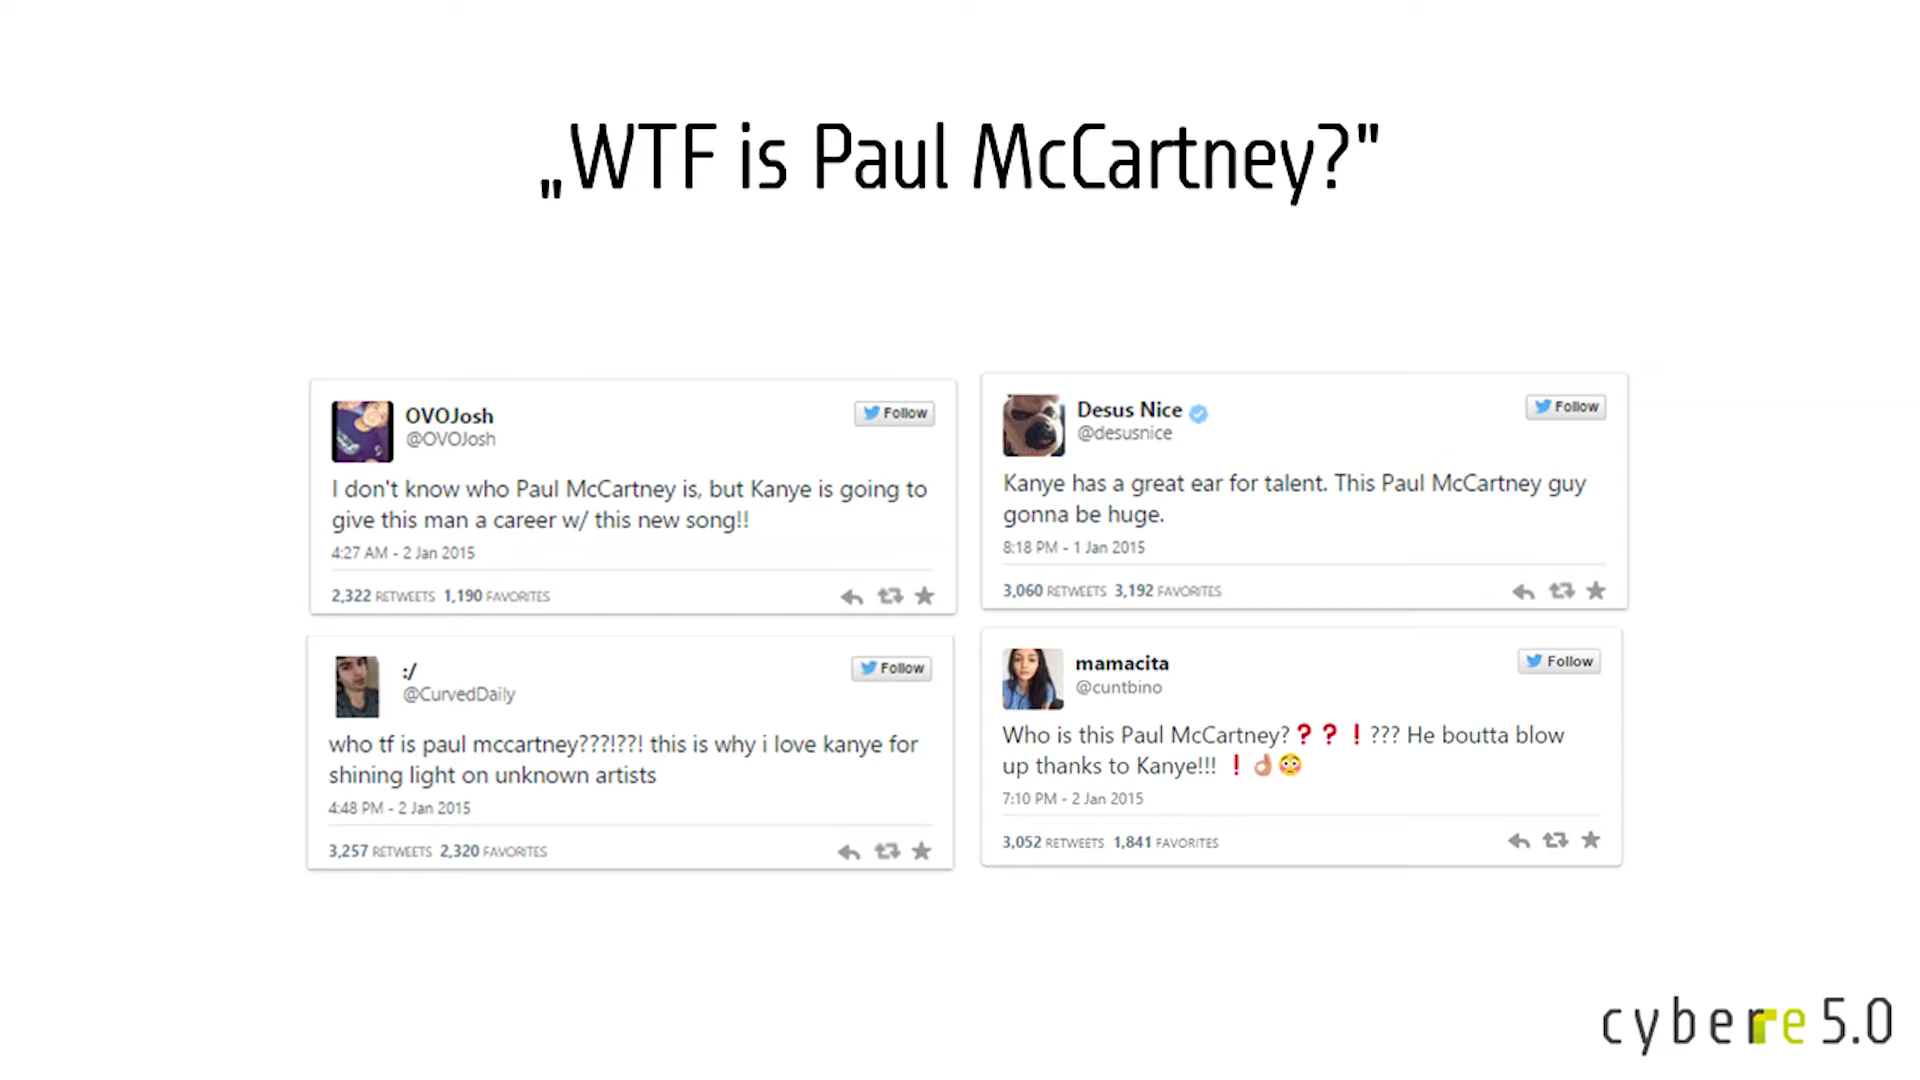 „WTF is Paul McCartney?"
OVOJosh
@OVOJosh
Follow
I don't know who Paul McCartney is, but Kanye is going to
give this man a career w/ this new song!!
4:27 AM - 2 Jan 2015
2,322 RETWEETS 1,190 FAVORITES
Desus Nice
@desusnice
Follow
Kanye has a great ear for talent. This Paul McCartney guy
gonna be huge.
8:18 PM - 1 Jan 2015
3,060 RETWEETS 3,192 FAVORITES
:/
@CurvedDaily
Follow
who tf is paul mccartney???!??! this is why i love kanye for
shining light on unknown artists
4:48 PM - 2 Jan 2015
3,257 RETWEETS 2,320 FAVORITES
mamacita
@cuntbino
Follow
Who is this Paul McCartney?❓❓❗??? He boutta blow
up thanks to Kanye!!! ❗👌😳
7:10 PM - 2 Jan 2015
3,052 RETWEETS 1,841 FAVORITES
cyberre 5.0